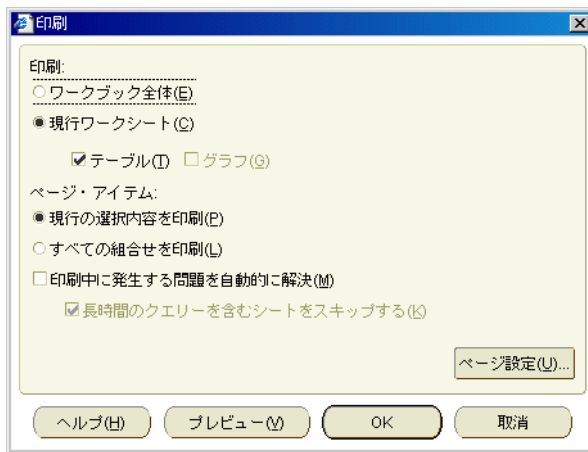 印刷
印刷:
ワークブック全体(E)
現行ワークシート(C)
テーブル(T) グラフ(G)
ページ・アイテム:
現行の選択内容を印刷(P)
すべての組合せを印刷(L)
印刷中に発生する問題を自動的に解決(M)
長時間のクエリーを含むシートをスキップする(K)
ページ設定(U)...
ヘルプ(H) プレビュー(V) OK 取消